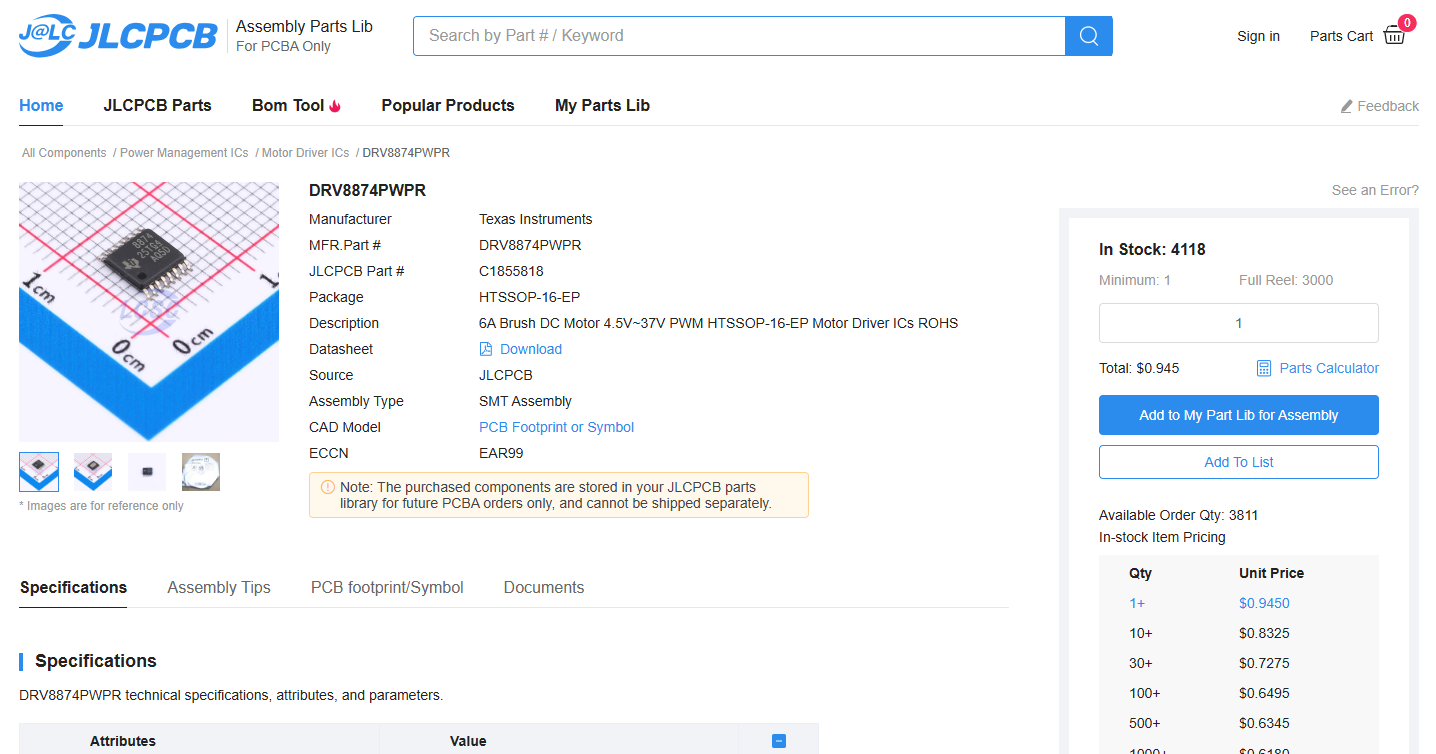 J@LC JLCPCB
Assembly Parts Lib
For PCBA Only
Search by Part # / Keyword
Sign in
Parts Cart
0
Home
JLCPCB Parts
Bom Tool
Popular Products
My Parts Lib
Feedback
All Components / Power Management ICs / Motor Driver ICs / DRV8874PWPR
8874
25TG4
A0SD
1cm
0cm
0cm
1
* Images are for reference only
DRV8874PWPR
Manufacturer Texas Instruments
MFR.Part # DRV8874PWPR
JLCPCB Part # C1855818
Package HTSSOP-16-EP
Description 6A Brush DC Motor 4.5V~37V PWM HTSSOP-16-EP Motor Driver ICs ROHS
Datasheet Download
Source JLCPCB
Assembly Type SMT Assembly
CAD Model PCB Footprint or Symbol
ECCN EAR99
Note: The purchased components are stored in your JLCPCB parts
library for future PCBA orders only, and cannot be shipped separately.
See an Error?
In Stock: 4118
Minimum: 1 Full Reel: 3000
1
Total: $0.945 Parts Calculator
Add to My Part Lib for Assembly
Add To List
Available Order Qty: 3811
In-stock Item Pricing
Qty Unit Price
1+ $0.9450
10+ $0.8325
30+ $0.7275
100+ $0.6495
500+ $0.6345
1000+ $0.6180
Specifications
Assembly Tips
PCB footprint/Symbol
Documents
Specifications
DRV8874PWPR technical specifications, attributes, and parameters.
Attributes Value